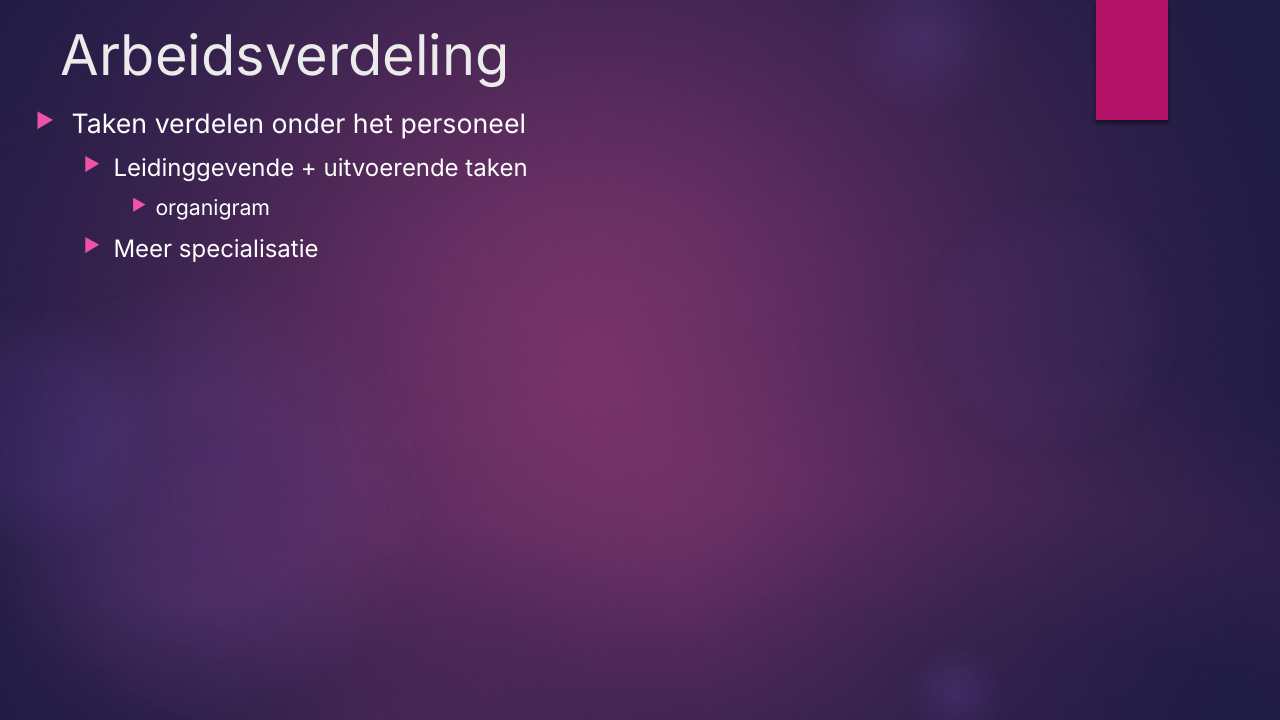 Arbeidsverdeling
Taken verdelen onder het personeel
Leidinggevende + uitvoerende taken
organigram
Meer specialisatie